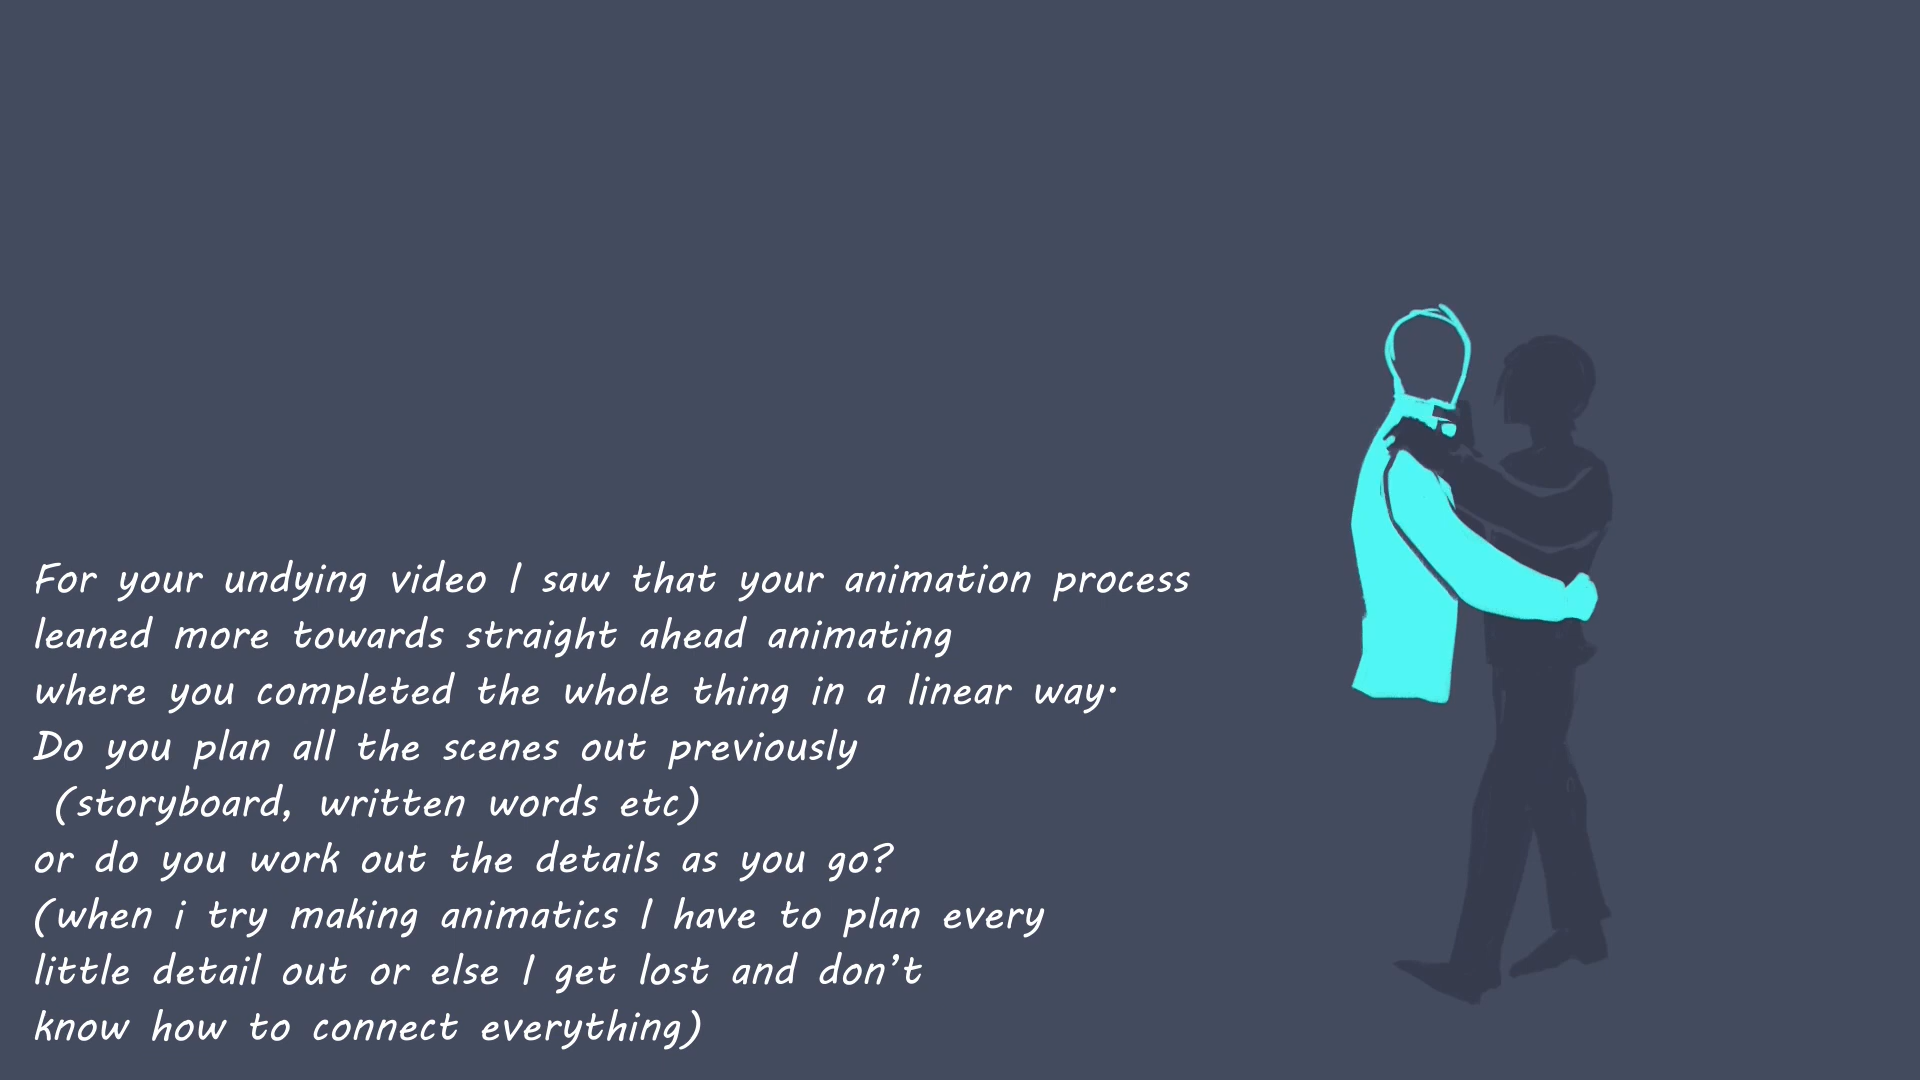 For your undying video I saw that your animation process
leaned more towards straight ahead animating
where you completed the whole thing in a linear way.
Do you plan all the scenes out previously
(storyboard, written words etc)
or do you work out the details as you go?
(when i try making animatics I have to plan every
little detail out or else I get lost and don’t
know how to connect everything)